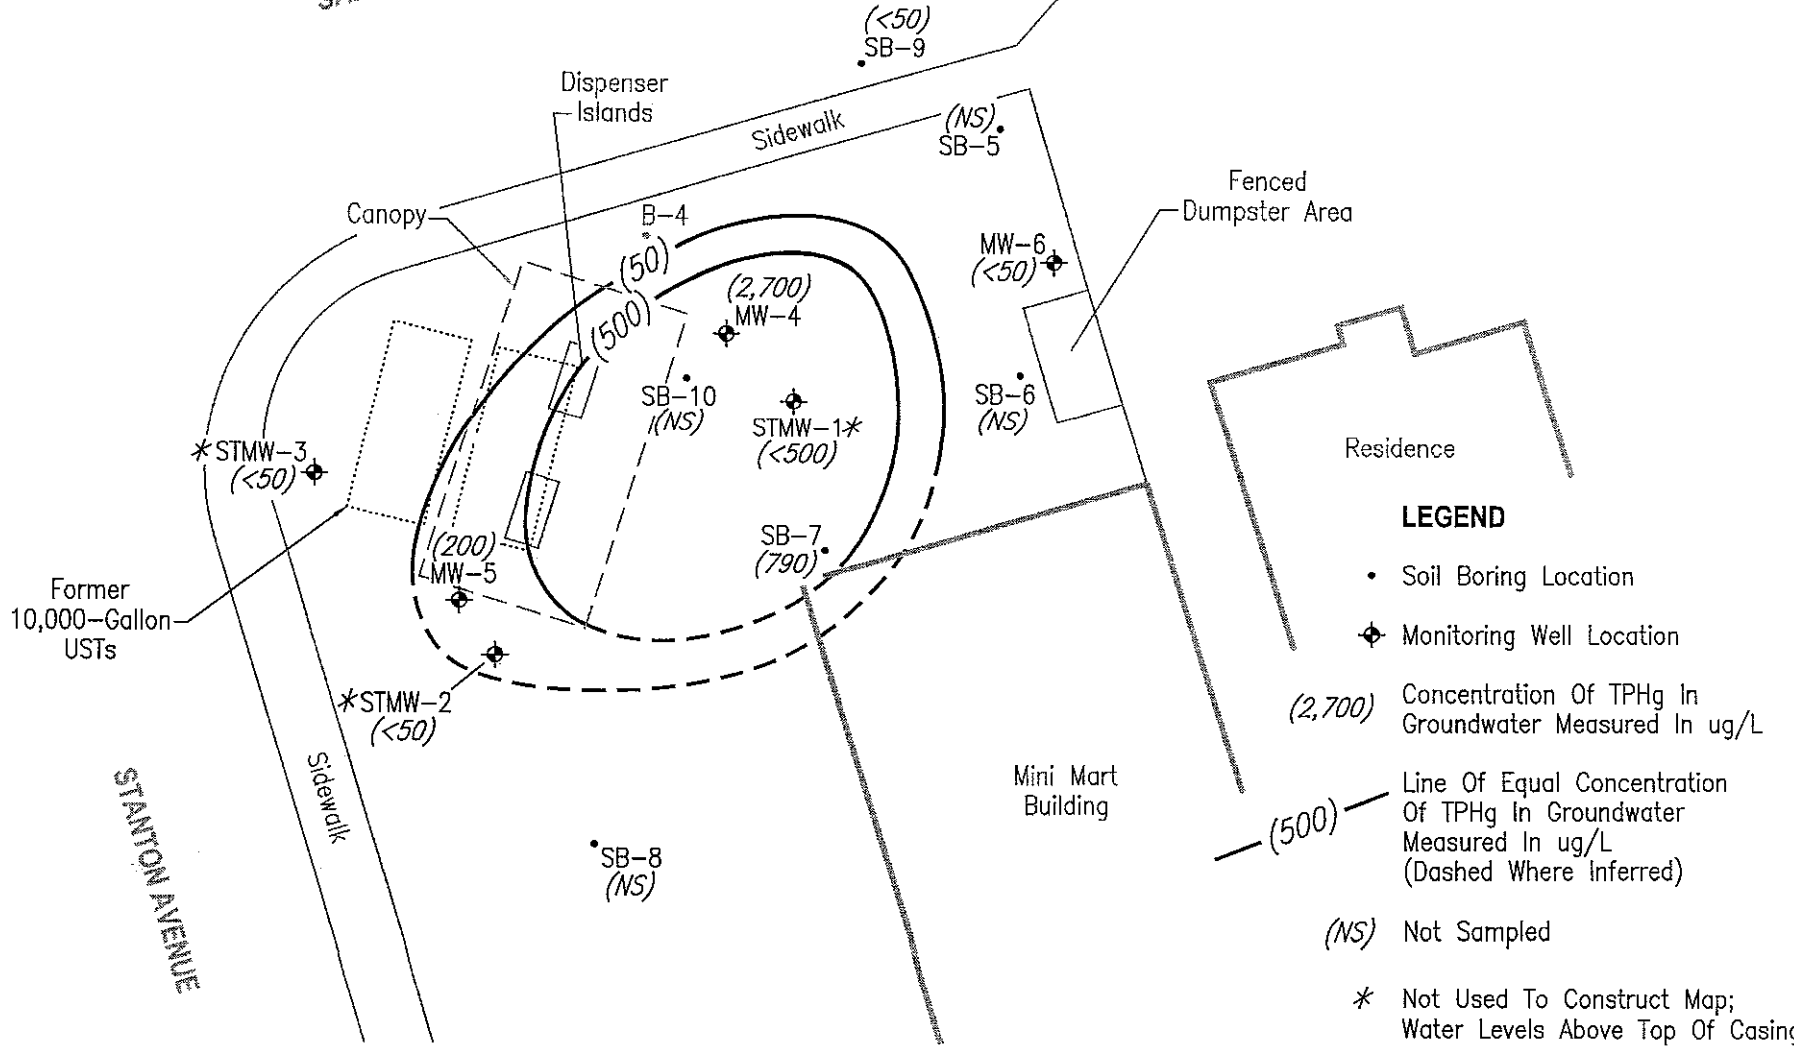 (<50)
SB-9
Dispenser
Islands
Sidewalk
(NS)
SB-5
Fenced
Dumpster Area
Canopy
B-4
(50)
MW-6
(<50)
(2,700)
MW-4
(500)
SB-10
(NS)
STMW-1*
(<500)
SB-6
(NS)
Residence
* STMW-3
(<50)
LEGEND
SB-7
(790)
(200)
MW-5
Soil Boring Location
Former
10,000-Gallon
USTs
Monitoring Well Location
* STMW-2
(<50)
(2,700) Concentration Of TPHg In
Groundwater Measured In ug/L
Sidewalk
STANTON AVENUE
Mini Mart
Building
(500) Line Of Equal Concentration
Of TPHg In Groundwater
Measured In ug/L
(Dashed Where Inferred)
SB-8
(NS)
(NS) Not Sampled
* Not Used To Construct Map;
Water Levels Above Top Of Casing